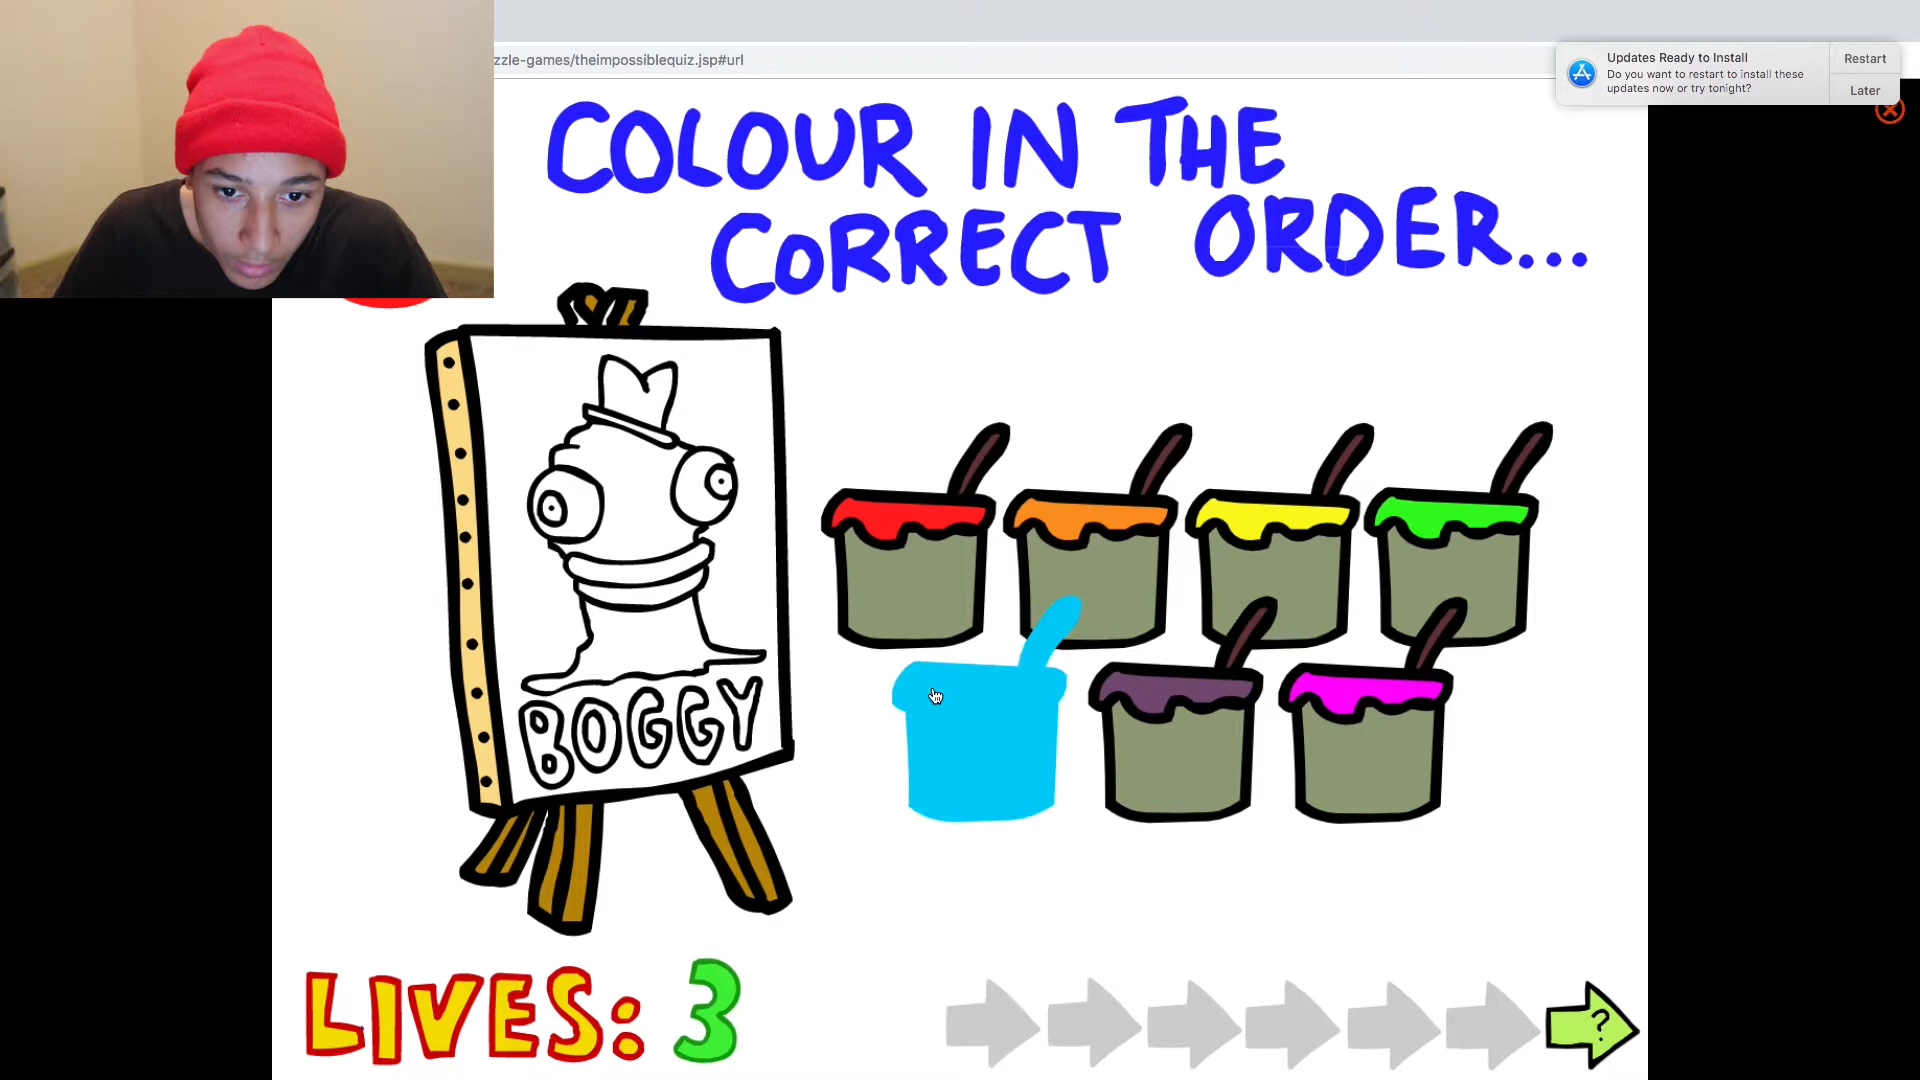 zzle-games/theimpossiblequiz.jsp#url
Updates Ready to Install
Do you want to restart to install these
updates now or try tonight?
Restart
Later
COLOUR IN THE
CORRECT ORDER...
BOGGY
LIVES: 3
?